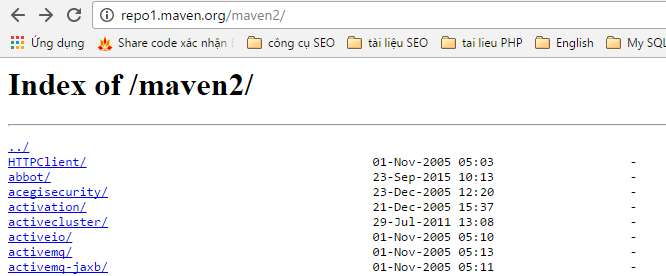 repo1.maven.org/maven2/
Ứng dụng Share code xác nhận công cụ SEO tài liệu SEO tai lieu PHP English My SQL
Index of /maven2/
../
HTTPClient/ 01-Nov-2005 05:03 -
abbot/ 23-Sep-2015 10:13 -
acegisecurity/ 23-Dec-2005 12:20 -
activation/ 21-Dec-2005 15:37 -
activecluster/ 29-Jul-2011 13:08 -
activeio/ 01-Nov-2005 05:10 -
activemq/ 01-Nov-2005 05:13 -
activemq-jaxb/ 01-Nov-2005 05:11 -